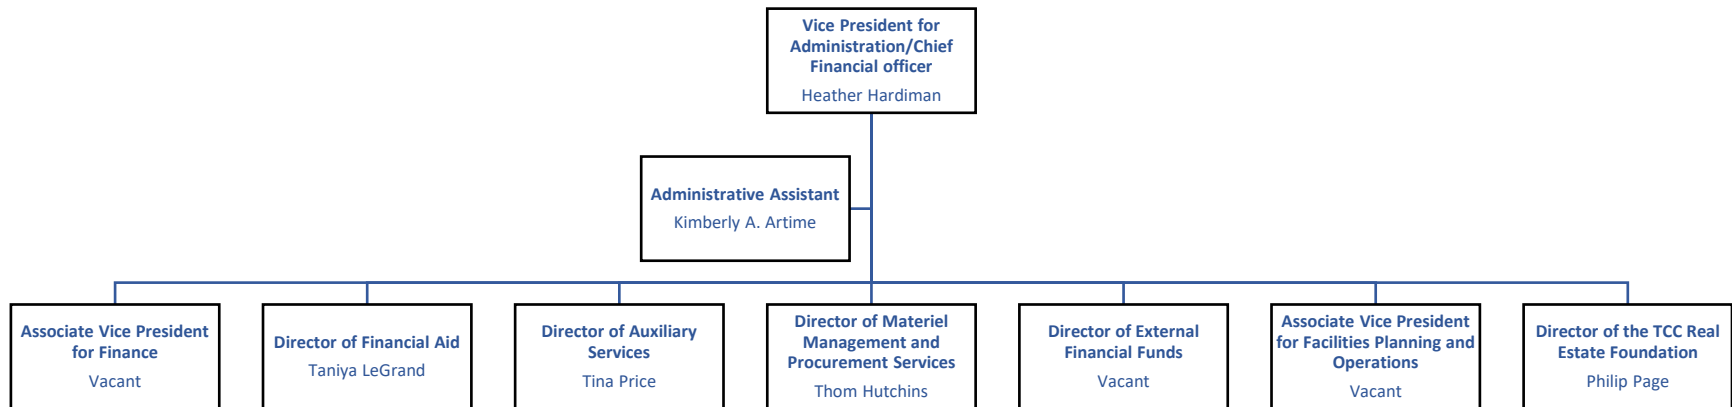 Vice President for
Administration/Chief
Financial officer
Heather Hardiman
Administrative Assistant
Kimberly A. Artime
Associate Vice President
for Finance
Vacant
Director of Financial Aid
Taniya LeGrand
Director of Auxiliary
Services
Tina Price
Director of Materiel
Management and
Procurement Services
Thom Hutchins
Director of External
Financial Funds
Vacant
Associate Vice President
for Facilities Planning and
Operations
Vacant
Director of the TCC Real
Estate Foundation
Philip Page